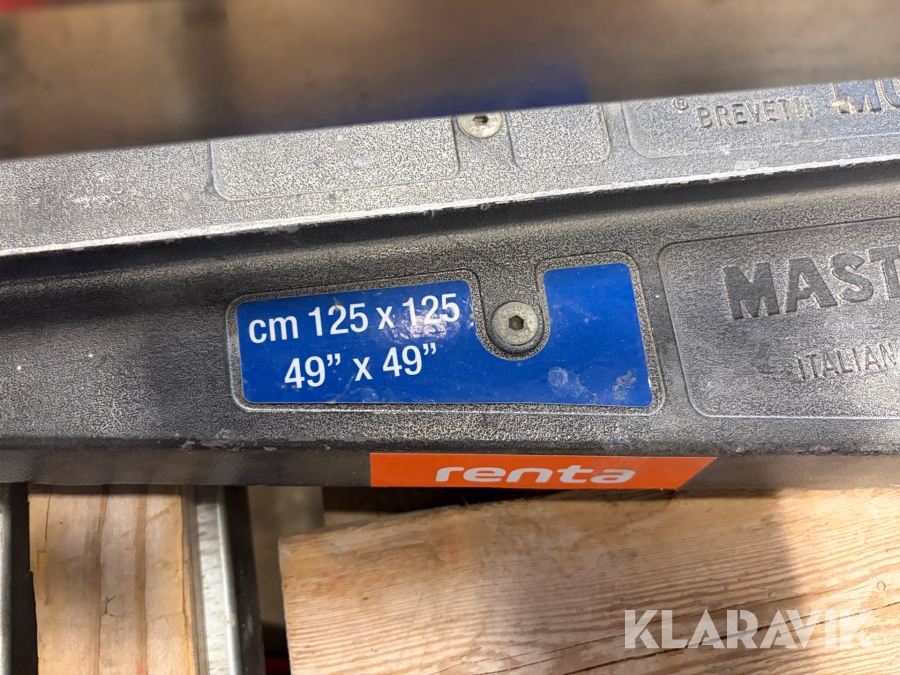 BREVETTI
MAST
ITALIAN
cm 125 x 125
49” x 49”
renta
KLARAVIK